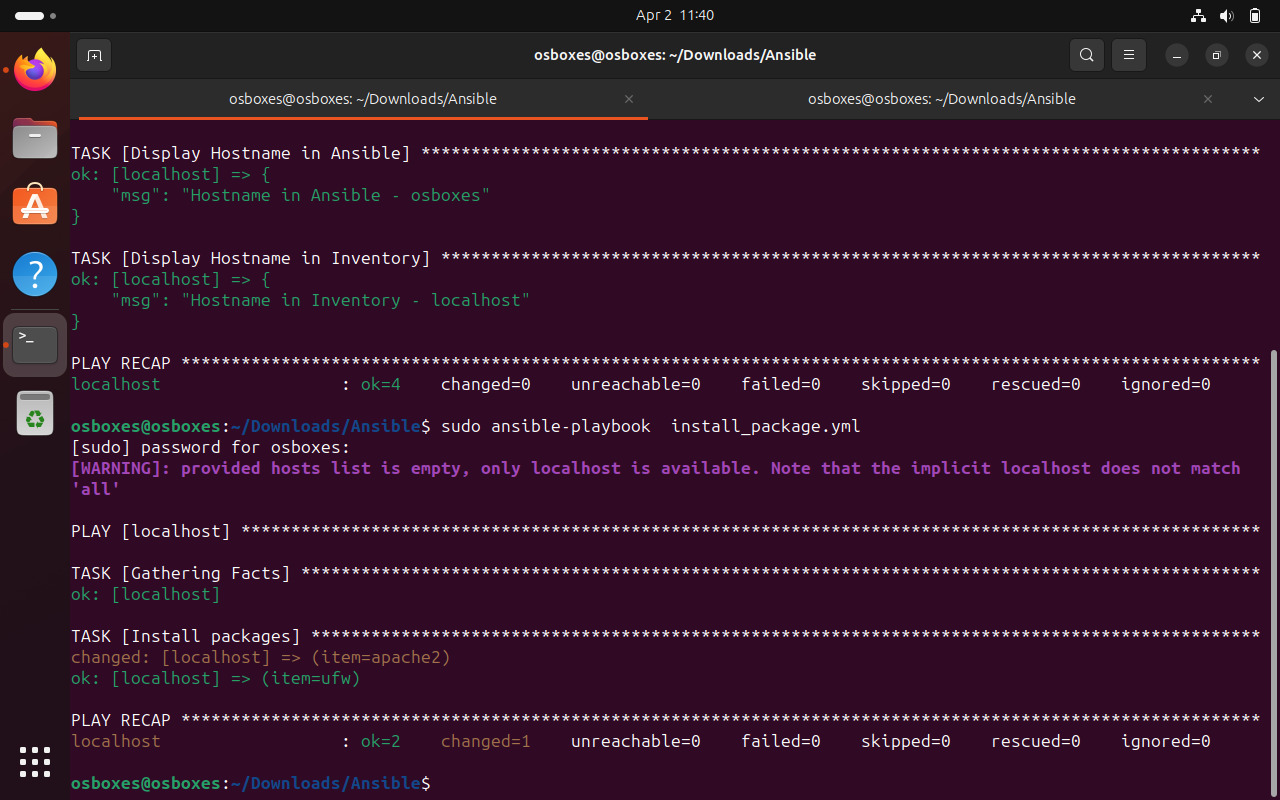 Apr 2 11:40
osboxes@osboxes: ~/Downloads/Ansible
osboxes@osboxes: ~/Downloads/Ansible
osboxes@osboxes: ~/Downloads/Ansible
TASK [Display Hostname in Ansible] ************************************************************************************
ok: [localhost] => {
    "msg": "Hostname in Ansible - osboxes"
}
TASK [Display Hostname in Inventory] **********************************************************************************
ok: [localhost] => {
    "msg": "Hostname in Inventory - localhost"
}
PLAY RECAP ************************************************************************************************************
localhost                  : ok=4    changed=0    unreachable=0    failed=0    skipped=0    rescued=0    ignored=0
osboxes@osboxes:~/Downloads/Ansible$ sudo ansible-playbook  install_package.yml
[sudo] password for osboxes:
[WARNING]: provided hosts list is empty, only localhost is available. Note that the implicit localhost does not match
'all'
PLAY [localhost] ******************************************************************************************************
TASK [Gathering Facts] ************************************************************************************************
ok: [localhost]
TASK [Install packages] ***********************************************************************************************
changed: [localhost] => (item=apache2)
ok: [localhost] => (item=ufw)
PLAY RECAP ************************************************************************************************************
localhost                  : ok=2    changed=1    unreachable=0    failed=0    skipped=0    rescued=0    ignored=0
osboxes@osboxes:~/Downloads/Ansible$